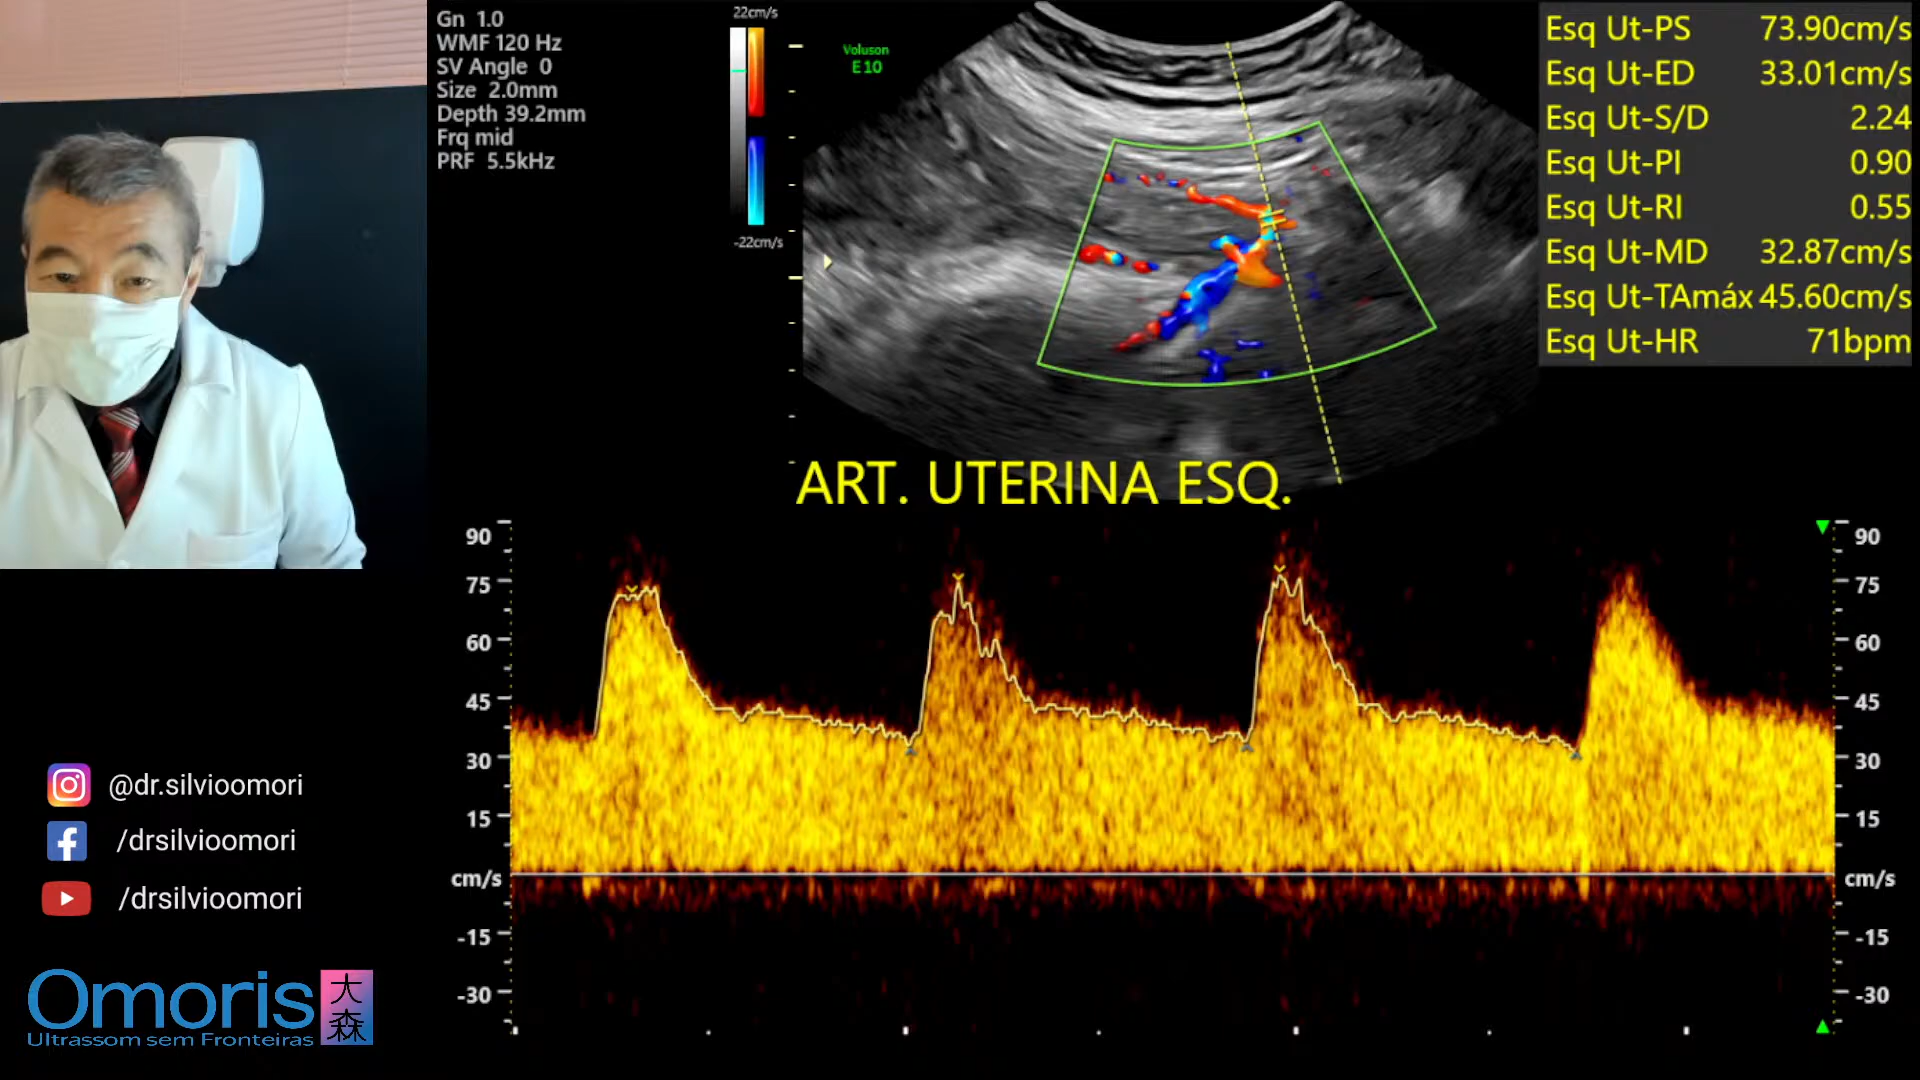 Gn 1.0
WMF 120 Hz
SV Angle 0
Size 2.0mm
Depth 39.2mm
Frq mid
PRF 5.5kHz
22cm/s
-22cm/s
Voluson
E10
Esq Ut-PS 73.90cm/s
Esq Ut-ED 33.01cm/s
Esq Ut-S/D 2.24
Esq Ut-PI 0.90
Esq Ut-RI 0.55
Esq Ut-MD 32.87cm/s
Esq Ut-TAmáx 45.60cm/s
Esq Ut-HR 71bpm
ART. UTERINA ESQ.
90 90
75 75
60 60
45 45
30 30
15 15
cm/s cm/s
-15 -15
-30 -30
@dr.silvioomori
/drsilvioomori
/drsilvioomori
Omoris 大森
Ultrassom sem Fronteiras